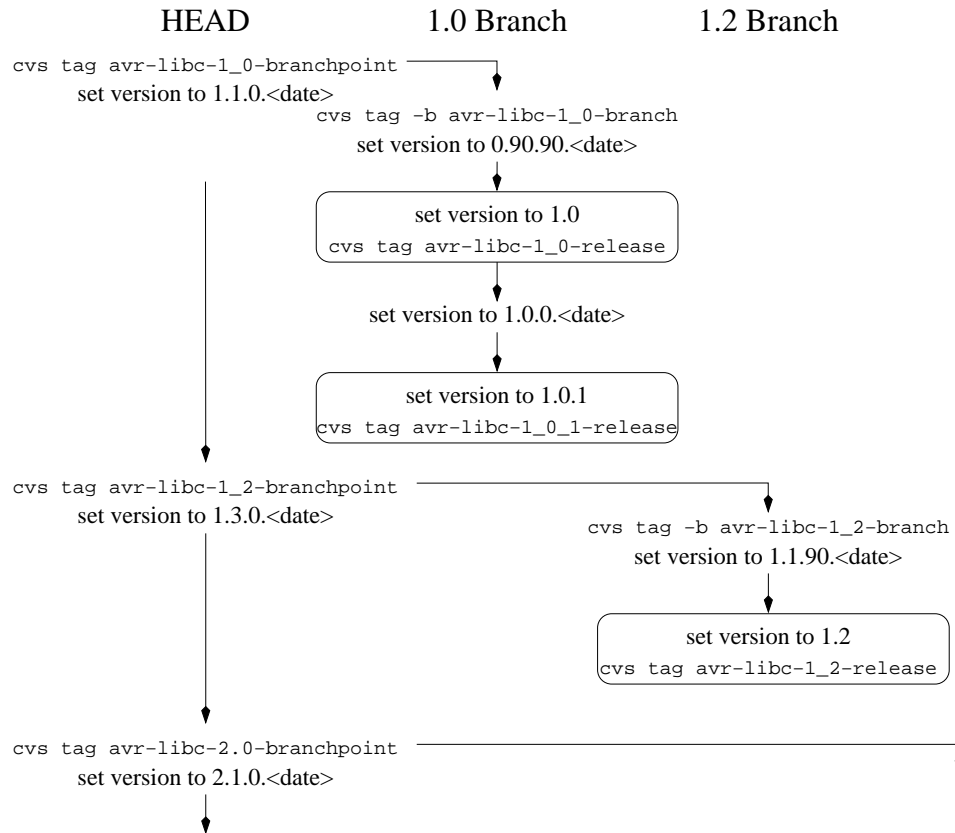 HEAD
1.0 Branch
1.2 Branch
cvs tag avr-libc-1_0-branchpoint
set version to 1.1.0.<date>
cvs tag -b avr-libc-1_0-branch
set version to 0.90.90.<date>
set version to 1.0
cvs tag avr-libc-1_0-release
set version to 1.0.0.<date>
set version to 1.0.1
cvs tag avr-libc-1_0_1-release
cvs tag avr-libc-1_2-branchpoint
set version to 1.3.0.<date>
cvs tag -b avr-libc-1_2-branch
set version to 1.1.90.<date>
set version to 1.2
cvs tag avr-libc-1_2-release
cvs tag avr-libc-2.0-branchpoint
set version to 2.1.0.<date>